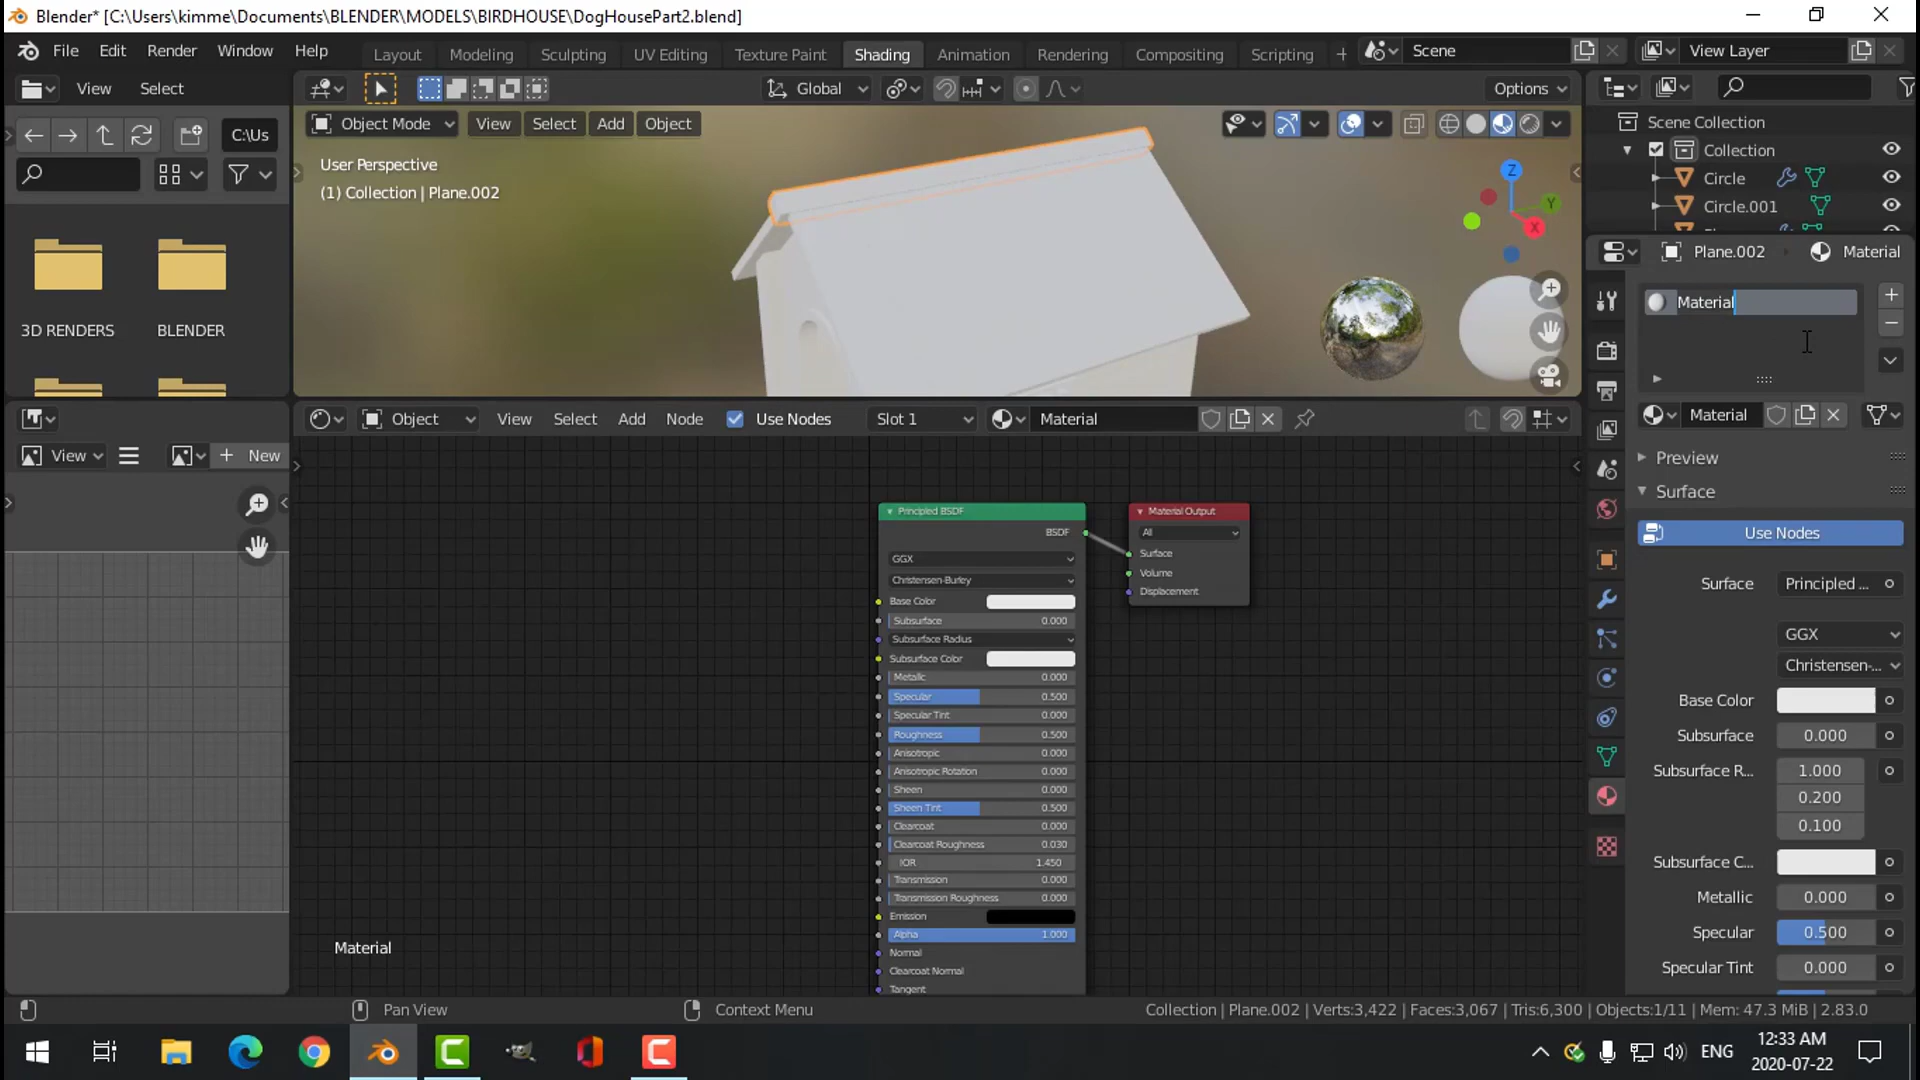 Blender* [C:\Users\kimme\Documents\BLENDER\MODELS\BIRDHOUSE\DogHousePart2.blend]
File Edit Render Window Help Layout Modeling Sculpting UV Editing Texture Paint Shading Animation Rendering Compositing Scripting + Scene View Layer
View Select Global Options
C:\Us Object Mode View Select Add Object
User Perspective
(1) Collection | Plane.002
Z
Y
X
3D RENDERS BLENDER
Scene Collection
Collection
Circle
Circle.001
Plane.002 Material
Material
Material
Object View Select Add Node Use Nodes Slot 1 Material
View New
Principled BSDF
BSDF
GGX
Christensen-Burley
Base Color
Subsurface 0.000
Subsurface Radius
Subsurface Color
Metallic 0.000
Specular 0.500
Specular Tint 0.000
Roughness 0.500
Anisotropic 0.000
Anisotropic Rotation 0.000
Sheen 0.000
Sheen Tint 0.500
Clearcoat 0.000
Clearcoat Roughness 0.030
IOR 1.450
Transmission 0.000
Transmission Roughness 0.000
Emission
Alpha 1.000
Normal
Clearcoat Normal
Tangent
Material Output
All
Surface
Volume
Displacement
Material
Preview
Surface
Use Nodes
Surface Principled ...
GGX
Christensen-...
Base Color
Subsurface 0.000
Subsurface R... 1.000
0.200
0.100
Subsurface C...
Metallic 0.000
Specular 0.500
Specular Tint 0.000
Pan View Context Menu Collection | Plane.002 | Verts:3,422 | Faces:3,067 | Tris:6,300 | Objects:1/11 | Mem: 47.3 MiB | 2.83.0
ENG 12:33 AM
2020-07-22